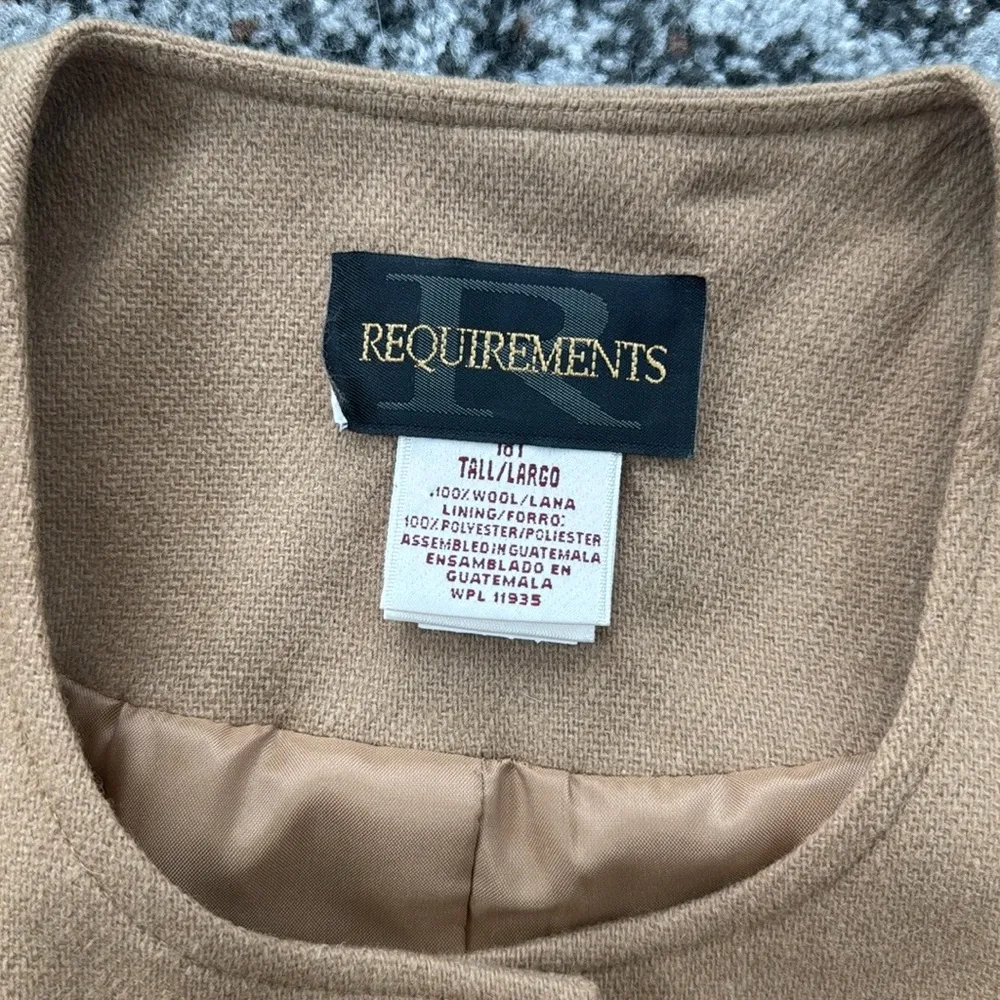 R
REQUIREMENTS
TALL/LARGO
.100% WOOL/LANA
LINING/FORRO:
100% POLYESTER/POLIESTER
ASSEMBLED IN GUATEMALA
ENSAMBLADO EN
GUATEMALA
WPL 11935